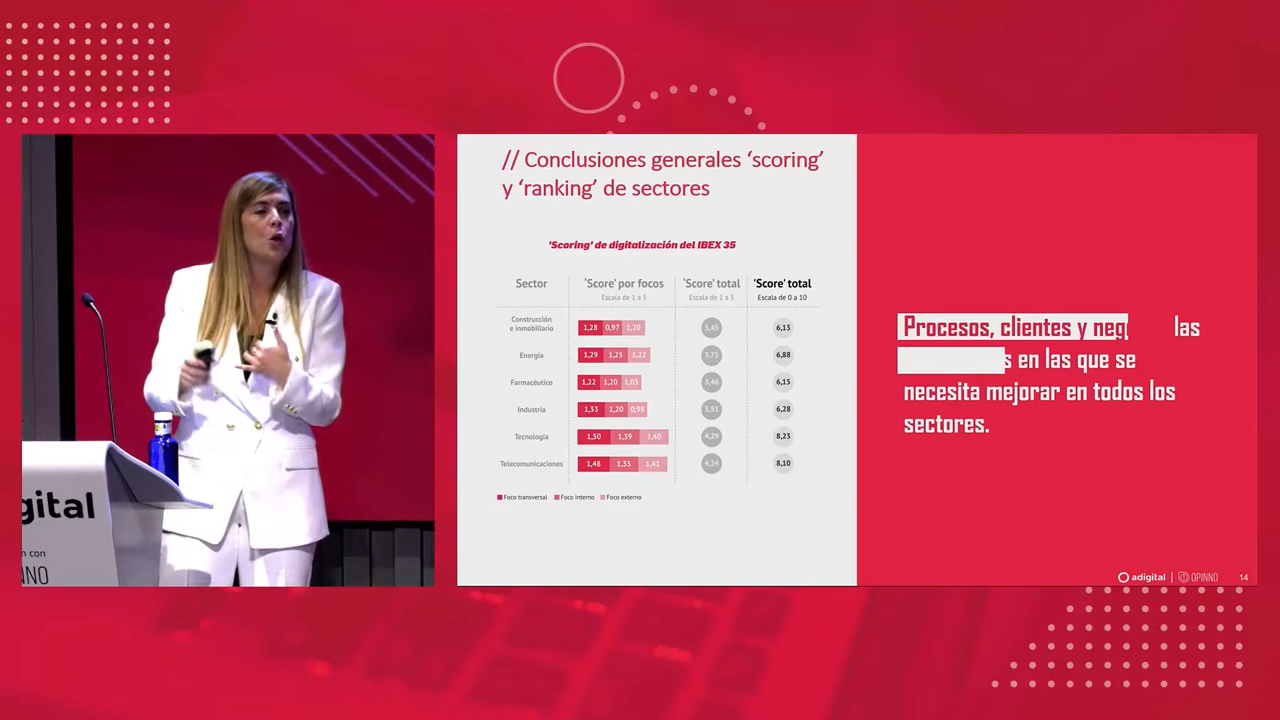 // Conclusiones generales ‘scoring’
y ‘ranking’ de sectores
'Scoring' de digitalización del IBEX 35
Sector ‘Score’ por focos ‘Score’ total ‘Score’ total
Escala de 1 a 5 Escala de 1 a 5 Escala de 0 a 10
Construcción
e inmobiliario 1,28 0,97 1,20 3,45 6,13
Energía 1,29 1,25 1,22 3,75 6,88
Farmacéutico 1,22 1,20 1,03 3,46 6,15
Industria 1,33 1,20 0,98 3,51 6,28
Tecnología 1,50 1,39 1,40 4,29 8,23
Telecomunicaciones 1,48 1,35 1,41 4,24 8,10
Foco transversal Foco interno Foco externo
Procesos, clientes y neg las
s en las que se
necesita mejorar en todos los
sectores.
adigital | OPINNO 14
gital
n con
NNO